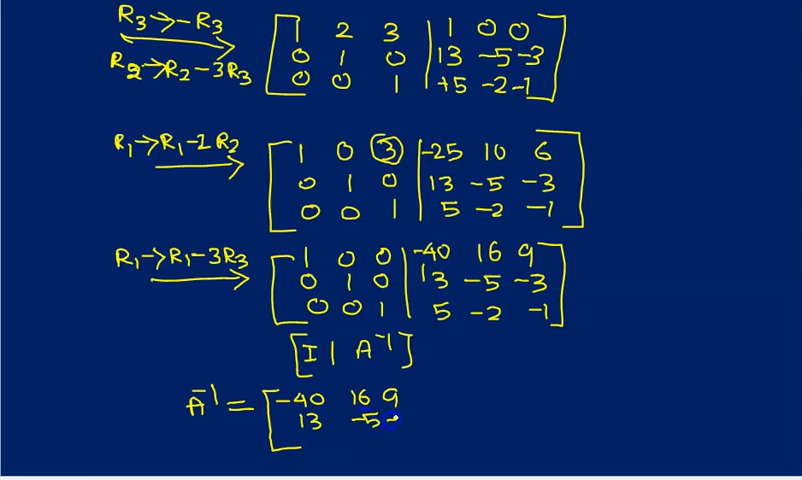 R3 → -R3
R2 → R2 - 3R3
[ 1 2 3 | 1 0 0
0 1 0 | 13 -5 -3
0 0 1 | +5 -2 -1 ]
R1 → R1 - 2 R2
[ 1 0 3 | -25 10 6
0 1 0 | 13 -5 -3
0 0 1 | 5 -2 -1 ]
R1 → R1 - 3R3
[ 1 0 0 | -40 16 9
0 1 0 | 13 -5 -3
0 0 1 | 5 -2 -1 ]
[ I | A⁻¹ ]
A⁻¹ = [ -40 16 9
13 -5 -